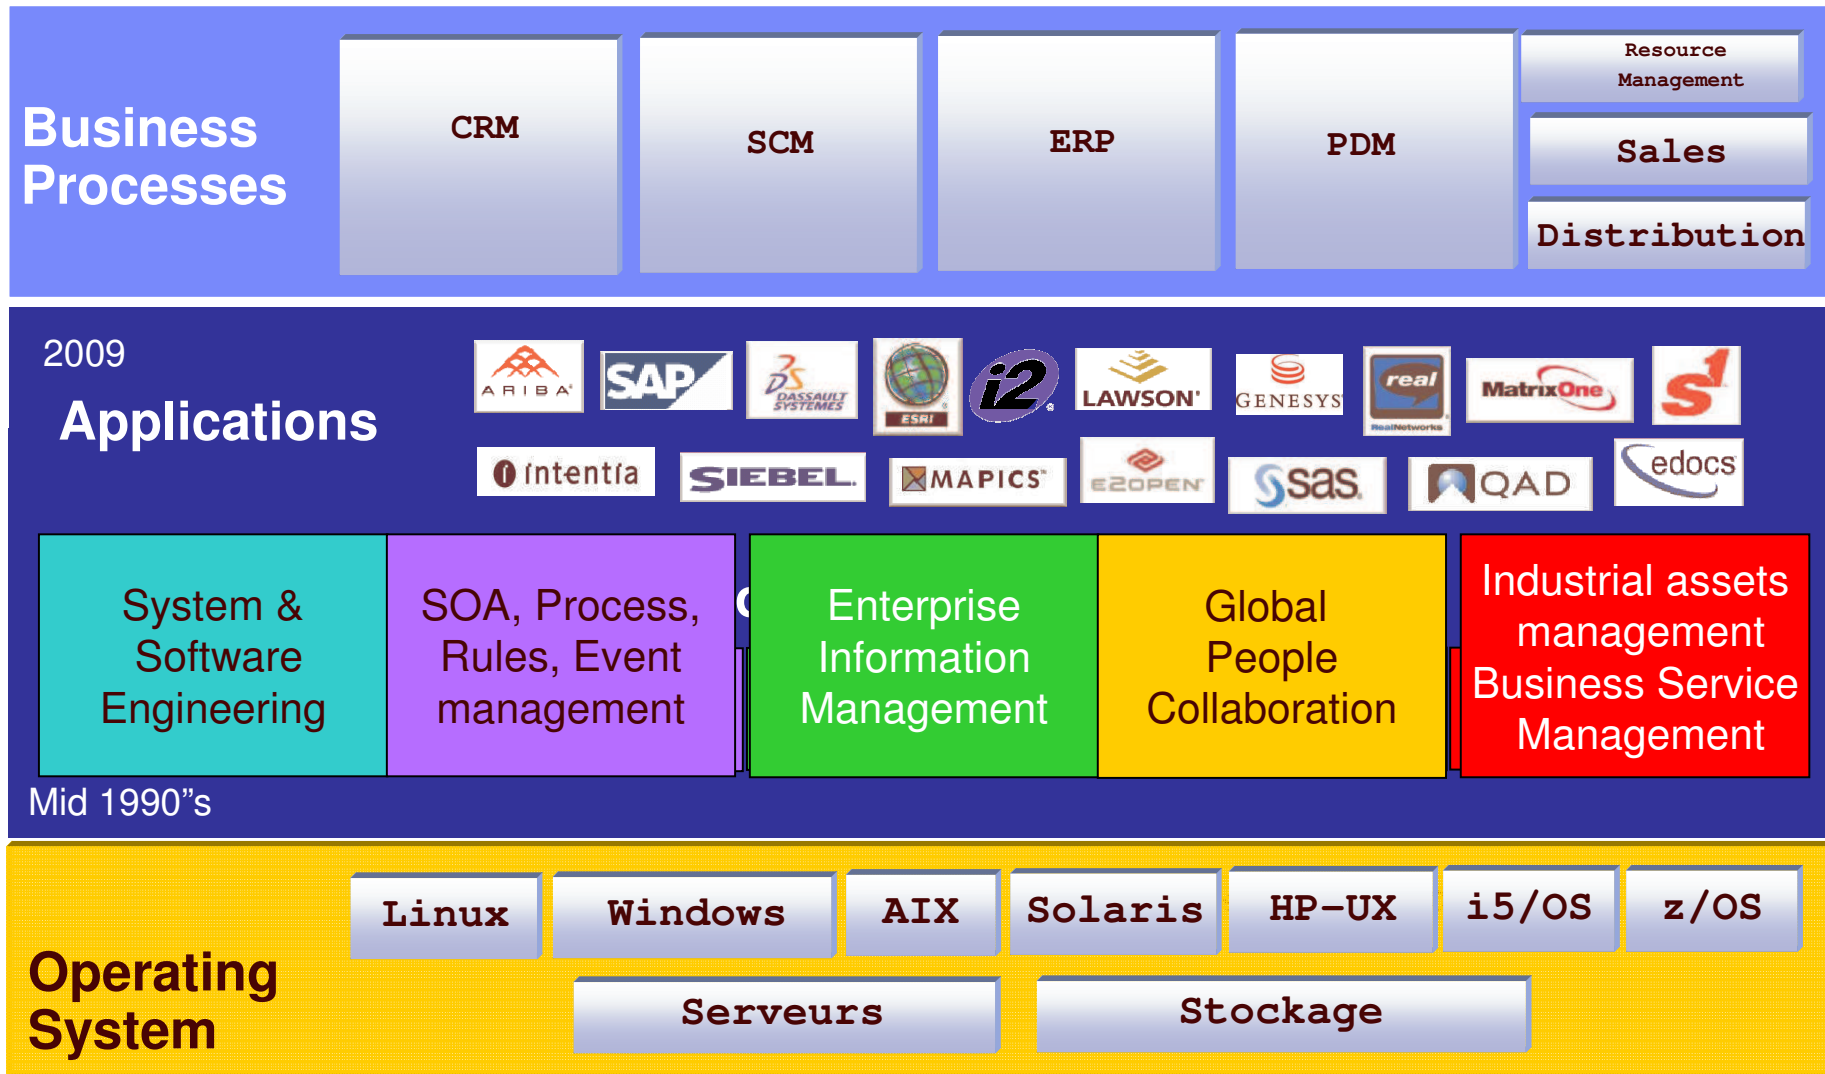 Business
Processes
CRM
SCM
ERP
PDM
Resource
Management
Sales
Distribution
2009
Applications
ARIBA
SAP
DASSAULT
SYSTEMES
ESRI
i2
LAWSON
GENESYS
real
RealNetworks
MatrixOne
S1
intentia
SIEBEL.
MAPICS™
E2OPEN
sas.
QAD
edocs
System &
Software
Engineering
SOA, Process,
Rules, Event
management
Enterprise
Information
Management
Global
People
Collaboration
Industrial assets
management
Business Service
Management
Mid 1990”s
Linux
Windows
AIX
Solaris
HP-UX
i5/OS
z/OS
Operating
System
Serveurs
Stockage